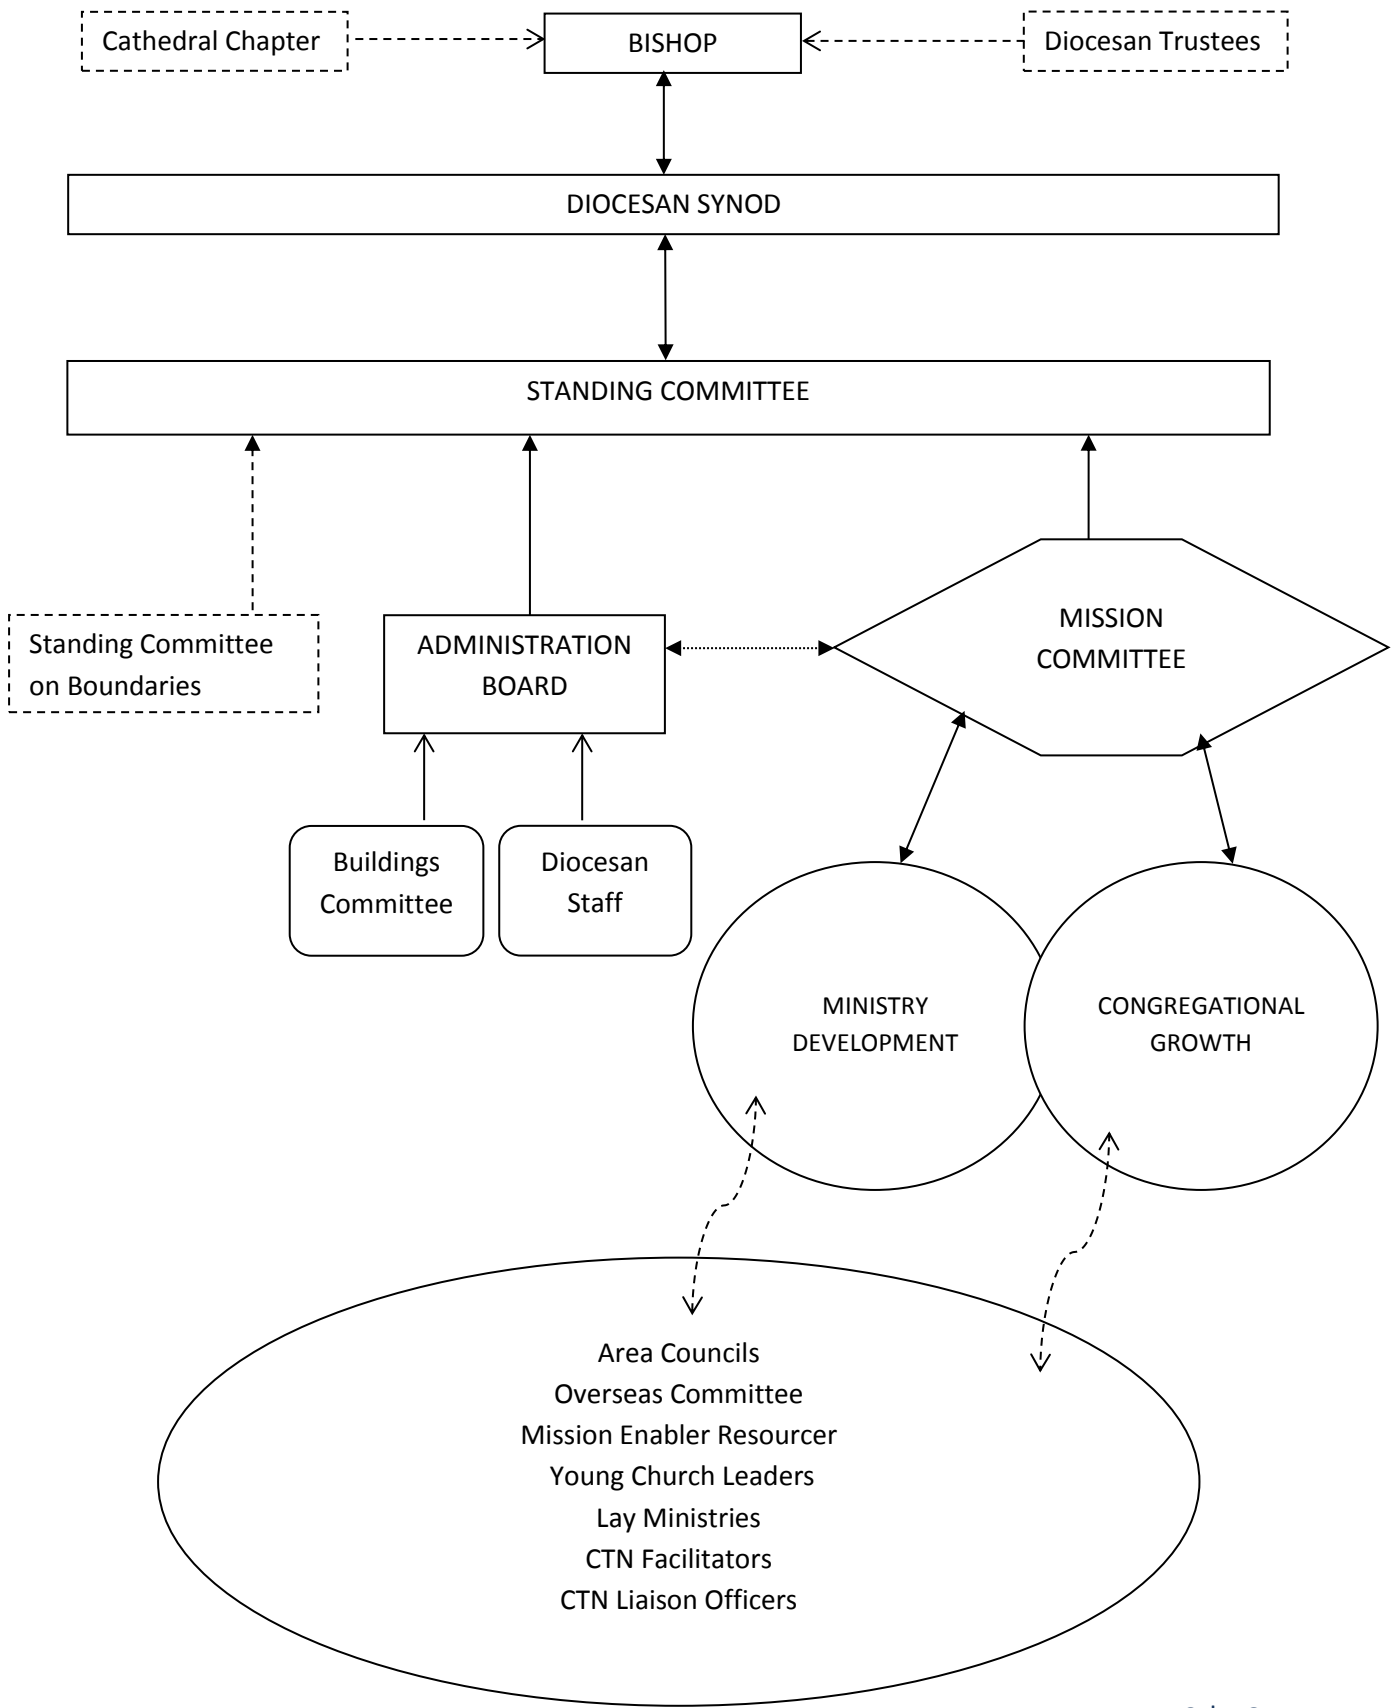 Cathedral Chapter
BISHOP
Diocesan Trustees
DIOCESAN SYNOD
STANDING COMMITTEE
Standing Committee
on Boundaries
ADMINISTRATION
BOARD
MISSION
COMMITTEE
Buildings
Committee
Diocesan
Staff
MINISTRY
DEVELOPMENT
CONGREGATIONAL
GROWTH
Area Councils
Overseas Committee
Mission Enabler Resourcer
Young Church Leaders
Lay Ministries
CTN Facilitators
CTN Liaison Officers